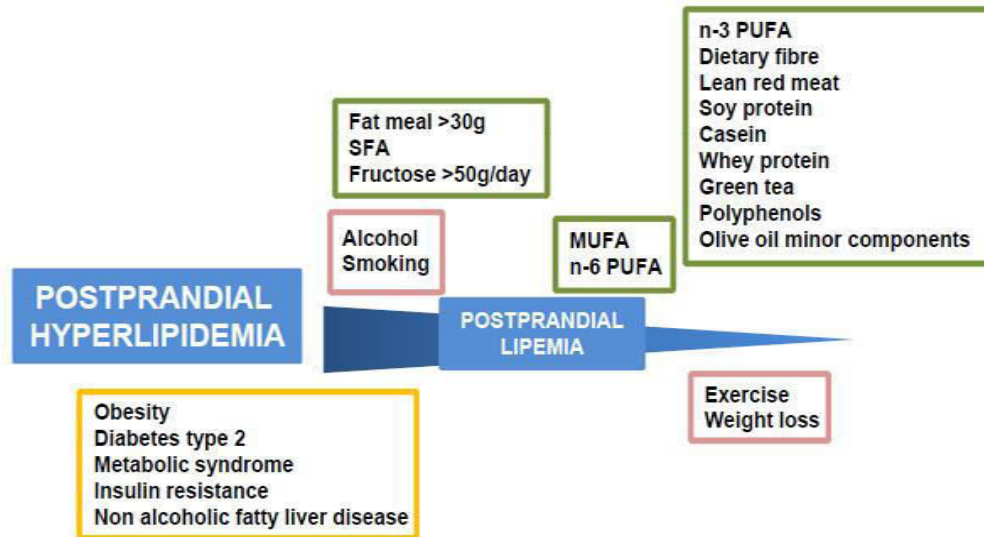 n-3 PUFA
Dietary fibre
Lean red meat
Soy protein
Casein
Whey protein
Green tea
Polyphenols
Olive oil minor components
Fat meal >30g
SFA
Fructose >50g/day
Alcohol
Smoking
MUFA
n-6 PUFA
POSTPRANDIAL
HYPERLIPIDEMIA
POSTPRANDIAL
LIPEMIA
Exercise
Weight loss
Obesity
Diabetes type 2
Metabolic syndrome
Insulin resistance
Non alcoholic fatty liver disease